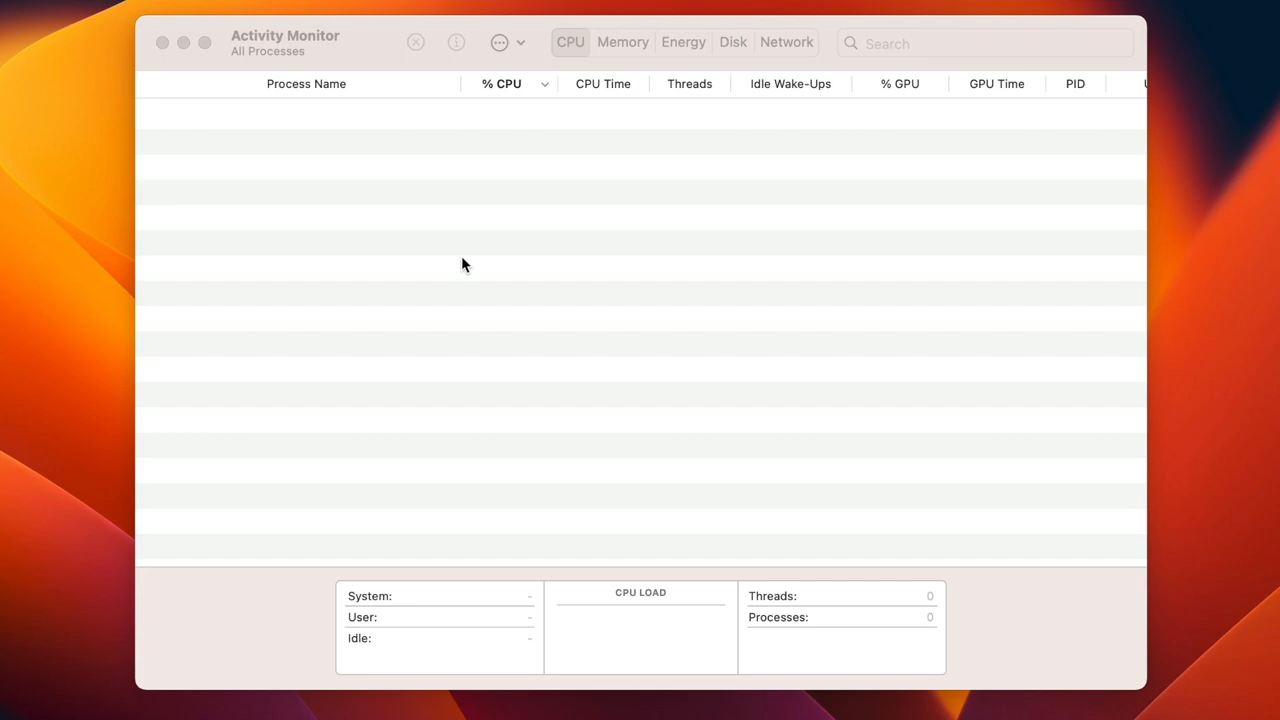 Activity Monitor
All Processes
CPU Memory Energy Disk Network
Search
Process Name % CPU CPU Time Threads Idle Wake-Ups % GPU GPU Time PID
System: -
User: -
Idle: -
CPU LOAD
Threads: 0
Processes: 0